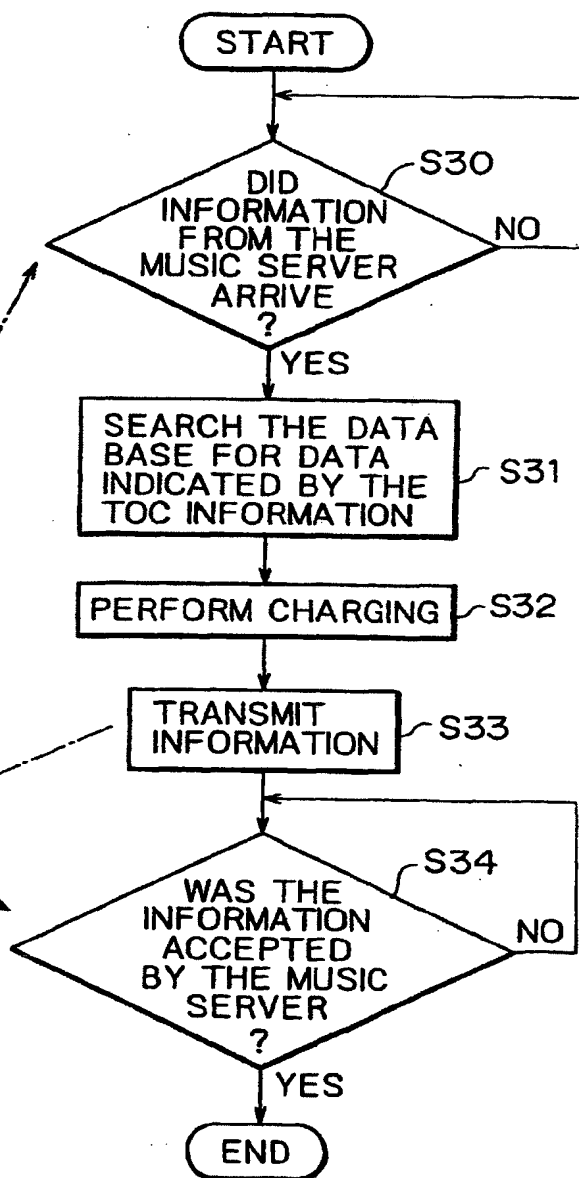 START
S30
DID
INFORMATION
FROM THE
MUSIC SERVER
ARRIVE
?
NO
YES
SEARCH THE DATA
BASE FOR DATA
INDICATED BY THE
TOC INFORMATION
S31
PERFORM CHARGING
S32
TRANSMIT
INFORMATION
S33
S34
WAS THE
INFORMATION
ACCEPTED
BY THE MUSIC
SERVER
?
NO
YES
END